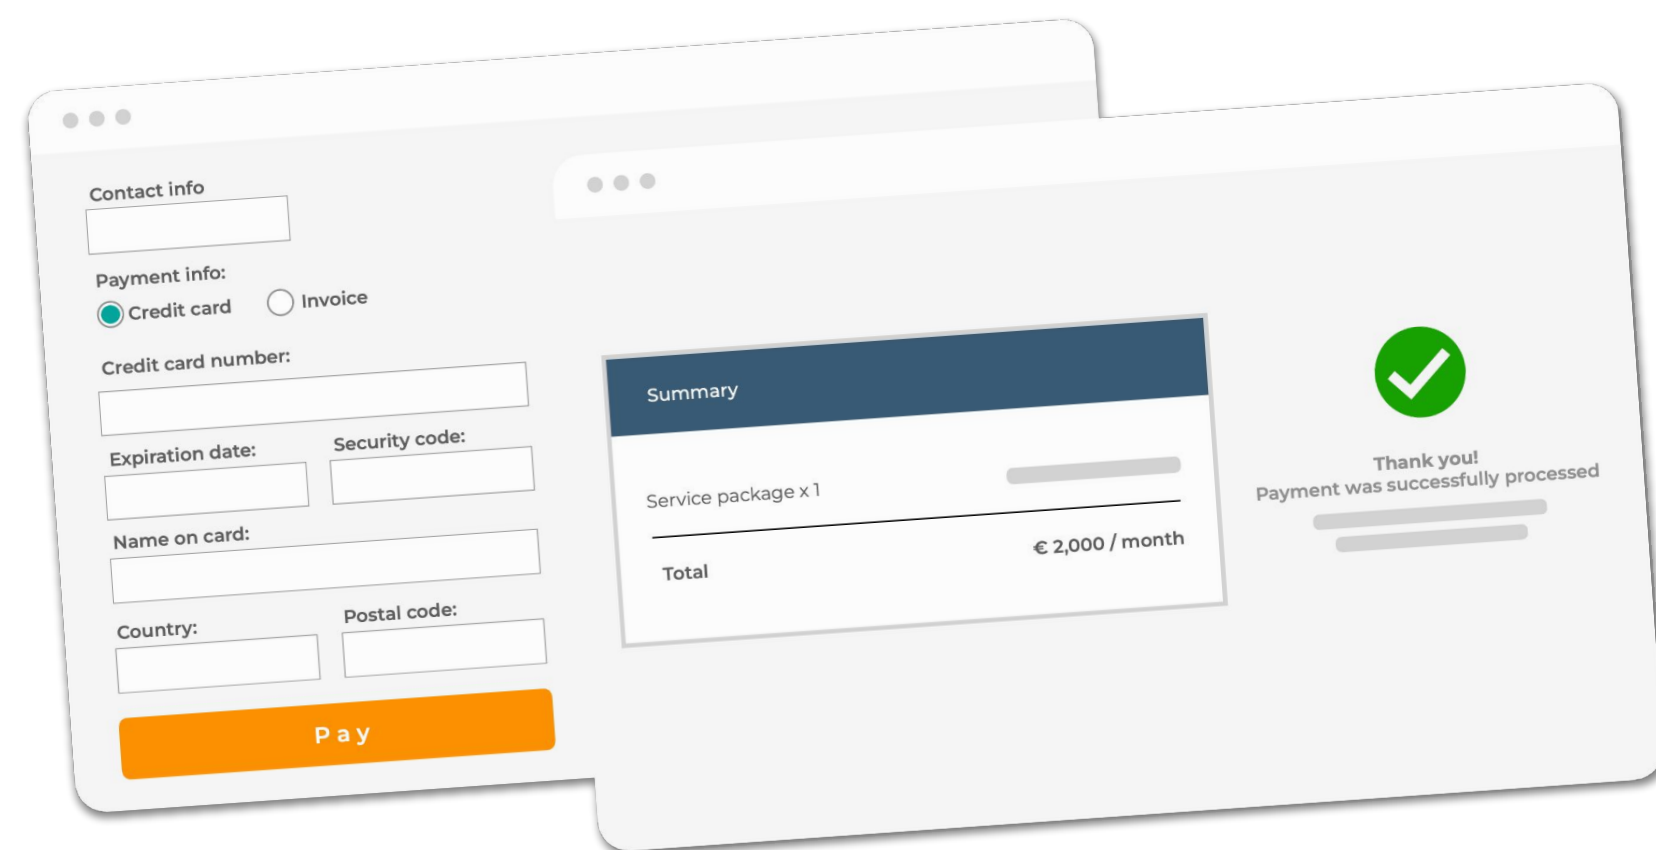 Contact info
Payment info:
Credit card Invoice
Credit card number:
Expiration date: Security code:
Name on card:
Country: Postal code:
Pay
Summary
Service package x 1
Total € 2,000 / month
Thank you!
Payment was successfully processed